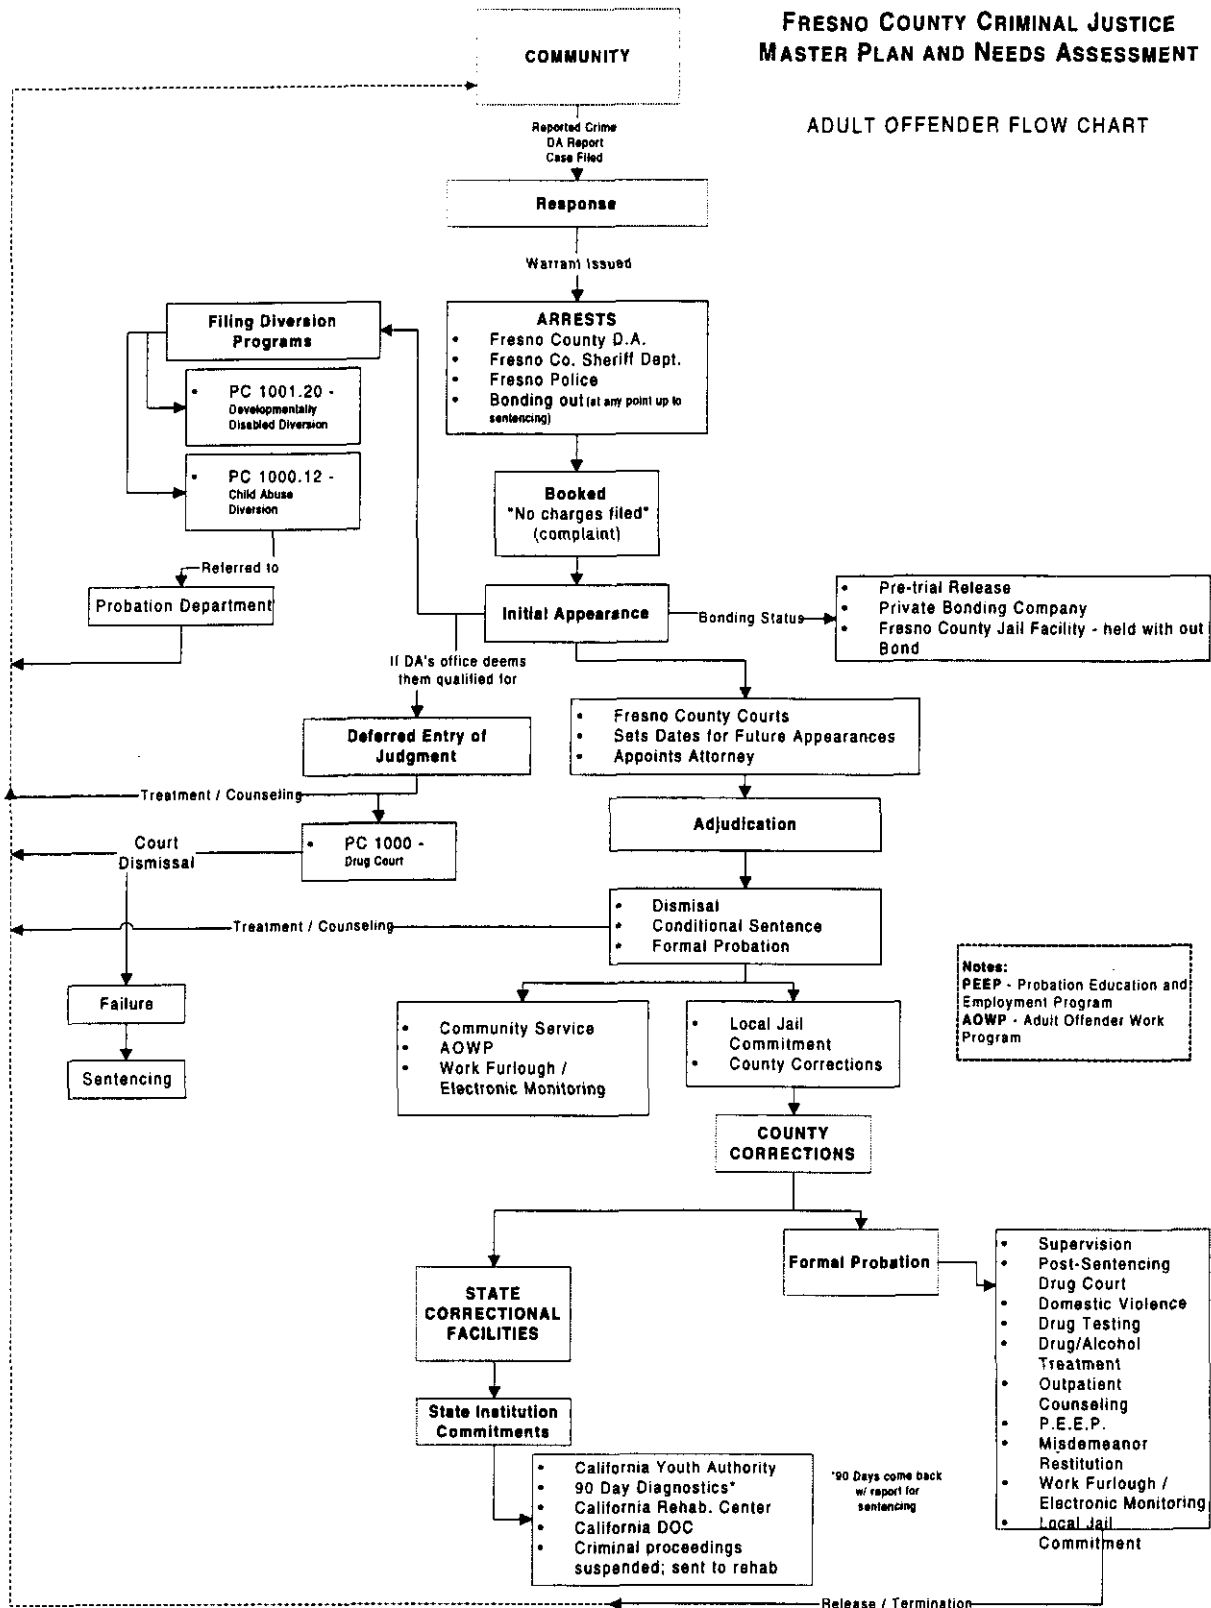 FRESNO COUNTY CRIMINAL JUSTICE
MASTER PLAN AND NEEDS ASSESSMENT
ADULT OFFENDER FLOW CHART
COMMUNITY
Reported Crime
DA Report
Case Filed
Response
Warrant Issued
ARRESTS
• Fresno County D.A.
• Fresno Co. Sheriff Dept.
• Fresno Police
• Bonding out (at any point up to
sentencing)
Filing Diversion
Programs
• PC 1001.20 -
Developmentally
Disabled Diversion
• PC 1000.12 -
Child Abuse
Diversion
Referred to
Probation Department
Booked
"No charges filed"
(complaint)
Initial Appearance
Bonding Status
• Pre-trial Release
• Private Bonding Company
• Fresno County Jail Facility - held with out
Bond
If DA's office deems
them qualified for
Deferred Entry of
Judgment
Treatment / Counseling
• PC 1000 -
Drug Court
Court
Dismissal
• Fresno County Courts
• Sets Dates for Future Appearances
• Appoints Attorney
Adjudication
• Dismisal
• Conditional Sentence
• Formal Probation
Treatment / Counseling
Failure
Sentencing
Notes:
PEEP - Probation Education and
Employment Program
AOWP - Adult Offender Work
Program
• Community Service
• AOWP
• Work Furlough /
Electronic Monitoring
• Local Jail
Commitment
• County Corrections
COUNTY
CORRECTIONS
STATE
CORRECTIONAL
FACILITIES
State Institution
Commitments
• California Youth Authority
• 90 Day Diagnostics*
• California Rehab. Center
• California DOC
• Criminal proceedings
suspended; sent to rehab
*90 Days come back
w/ report for
sentencing
Formal Probation
• Supervision
• Post-Sentencing
Drug Court
• Domestic Violence
• Drug Testing
• Drug/Alcohol
Treatment
• Outpatient
Counseling
• P.E.E.P.
• Misdemeanor
Restitution
• Work Furlough /
Electronic Monitoring
• Local Jail
Commitment
Release / Termination